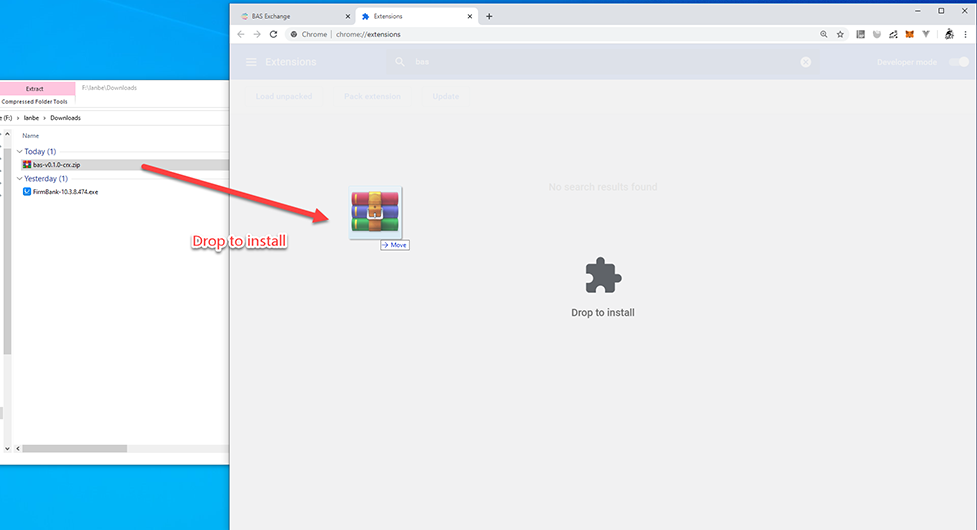 BAS Exchange
Extensions
Chrome | chrome://extensions
Extensions
bas
Developer mode
Load unpacked
Pack extension
Update
Extract
F:\Ianbe\Downloads
Compressed Folder Tools
(F:) > Ianbe > Downloads
Name
Today (1)
bas-v0.1.0-crx.zip
Yesterday (1)
FirmBank-10.3.8.474.exe
Drop to install
Move
No search results found
Drop to install